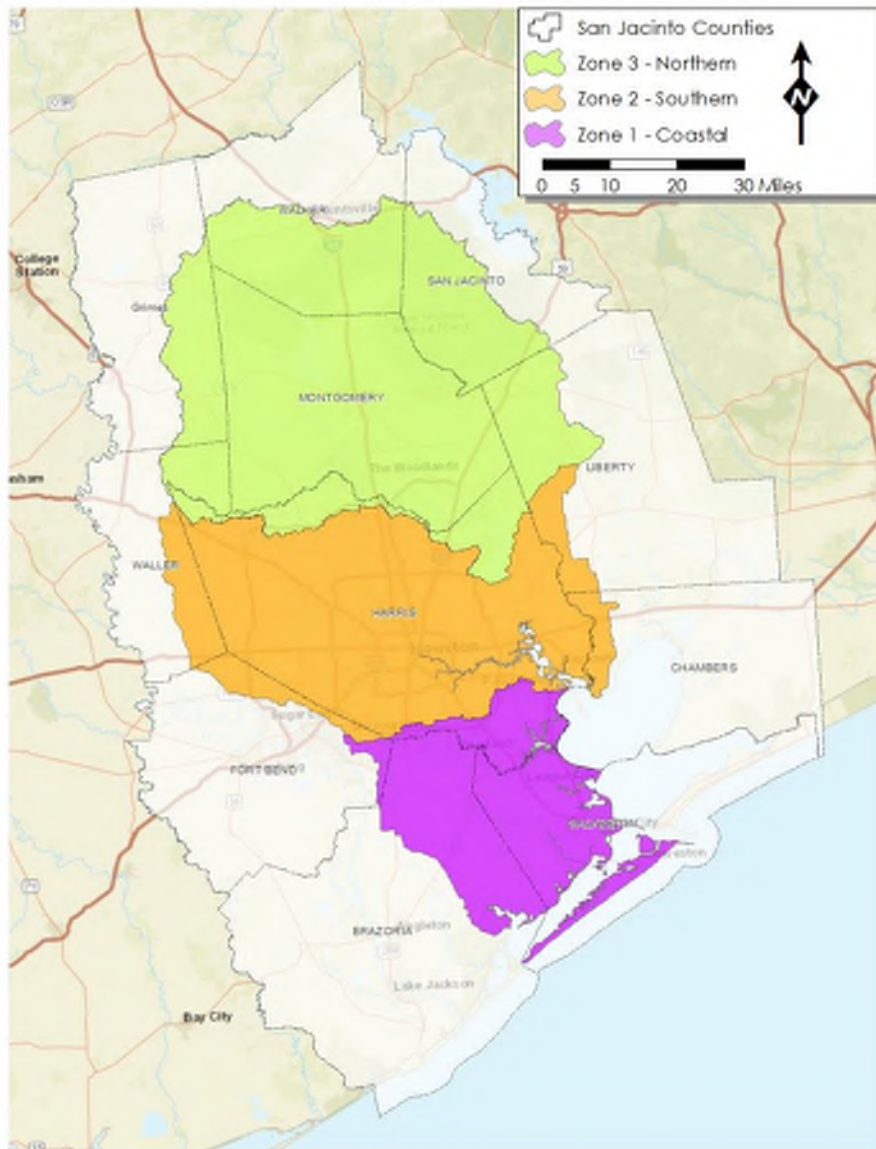 San Jacinto Counties
Zone 3 - Northern
Zone 2 - Southern
Zone 1 - Coastal
N
0 5 10 20 30 Miles
College
Station
SAN JACINTO
Grimes
MONTGOMERY
The Woodlands
LIBERTY
WALLER
HARRIS
Houston
CHAMBERS
FORT BEND
BRAZORIA
Angleton
Lake Jackson
Bay City